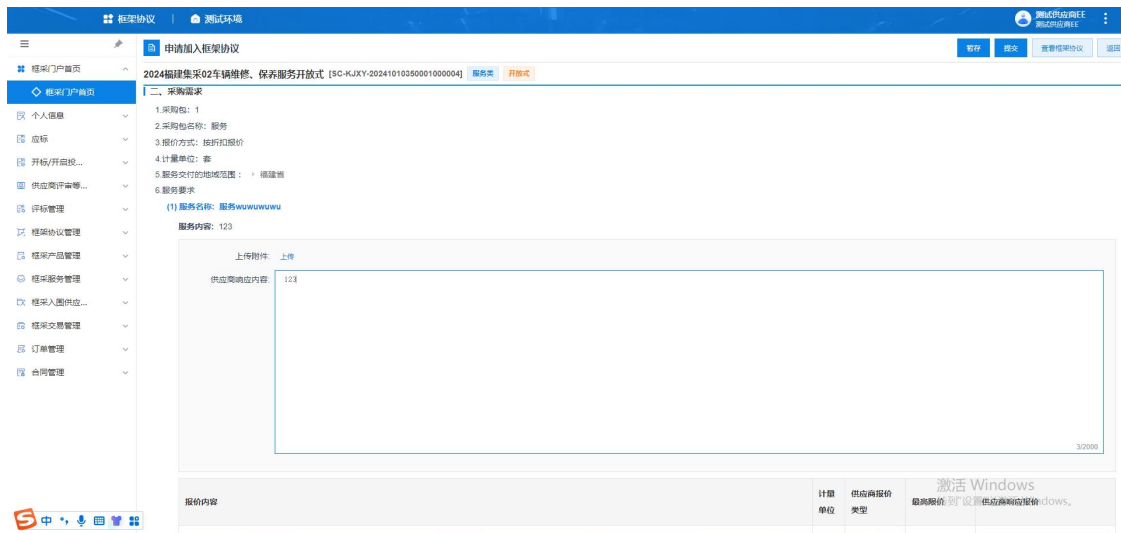 框架协议 | 测试环境
测试供应商EE
测试供应商EE
申请加入框架协议
暂存 提交 查看框架协议 返回
框采门户首页
框采门户首页
个人信息
应标
开标/开启投...
供应商评审等...
评标管理
框架协议管理
框采产品管理
框采服务管理
框采入围供应...
框采交易管理
订单管理
合同管理
2024福建集采02车辆维修、保养服务开放式 [SC-KJXY-20241010350001000004] 服务类 开放式
二、采购需求
1.采购包: 1
2.采购包名称: 服务
3.报价方式: 按折扣报价
4.计量单位: 套
5.服务交付的地域范围: 福建省
6.服务要求
(1) 服务名称: 服务wuwuwuwu
服务内容: 123
上传附件: 上传
供应商响应内容: 123
3/2000
报价内容 计量单位 供应商报价类型 最高限价 供应商响应报价
激活 Windows
中